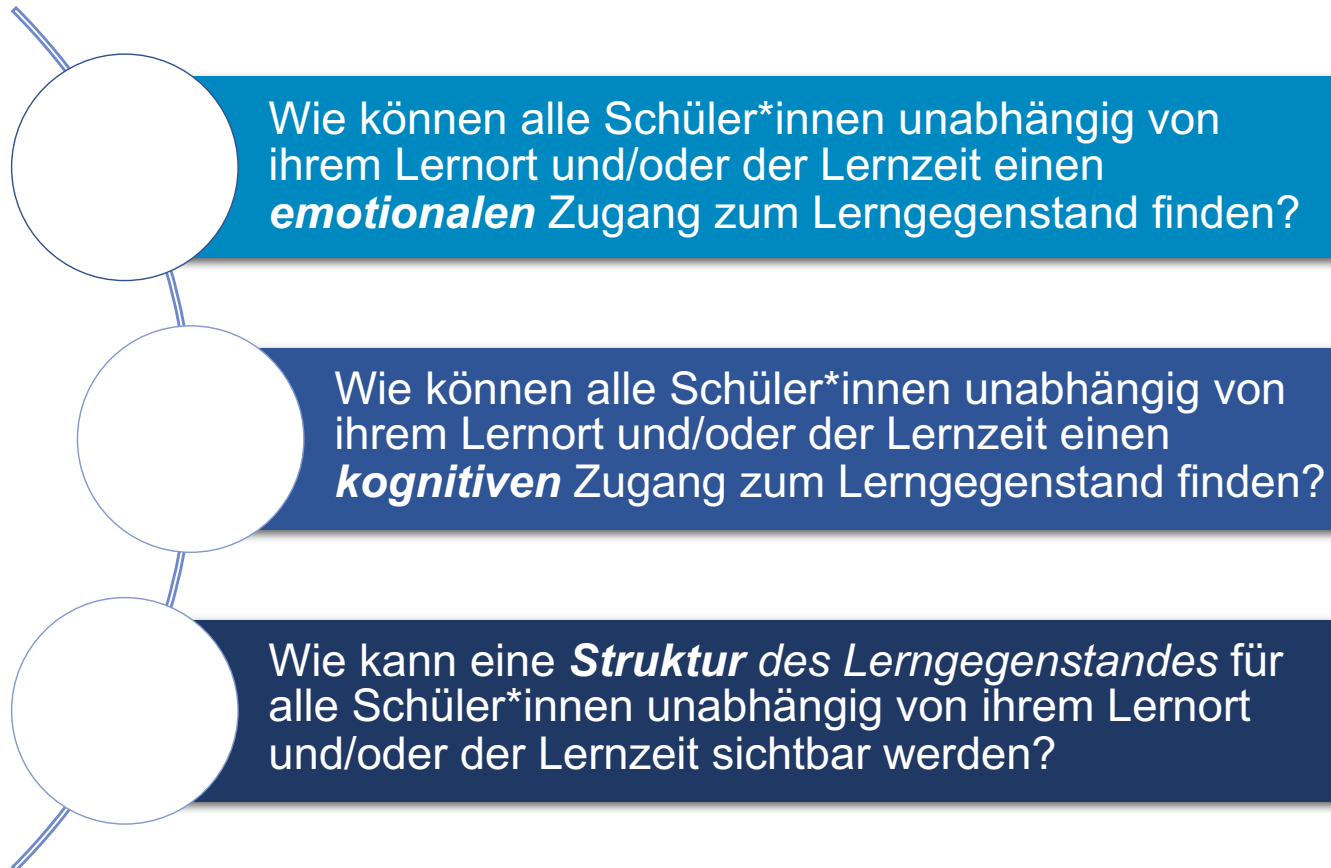 Wie können alle Schüler*innen unabhängig von
ihrem Lernort und/oder der Lernzeit einen
emotionalen Zugang zum Lerngegenstand finden?
Wie können alle Schüler*innen unabhängig von
ihrem Lernort und/oder der Lernzeit einen
kognitiven Zugang zum Lerngegenstand finden?
Wie kann eine Struktur des Lerngegenstandes für
alle Schüler*innen unabhängig von ihrem Lernort
und/oder der Lernzeit sichtbar werden?